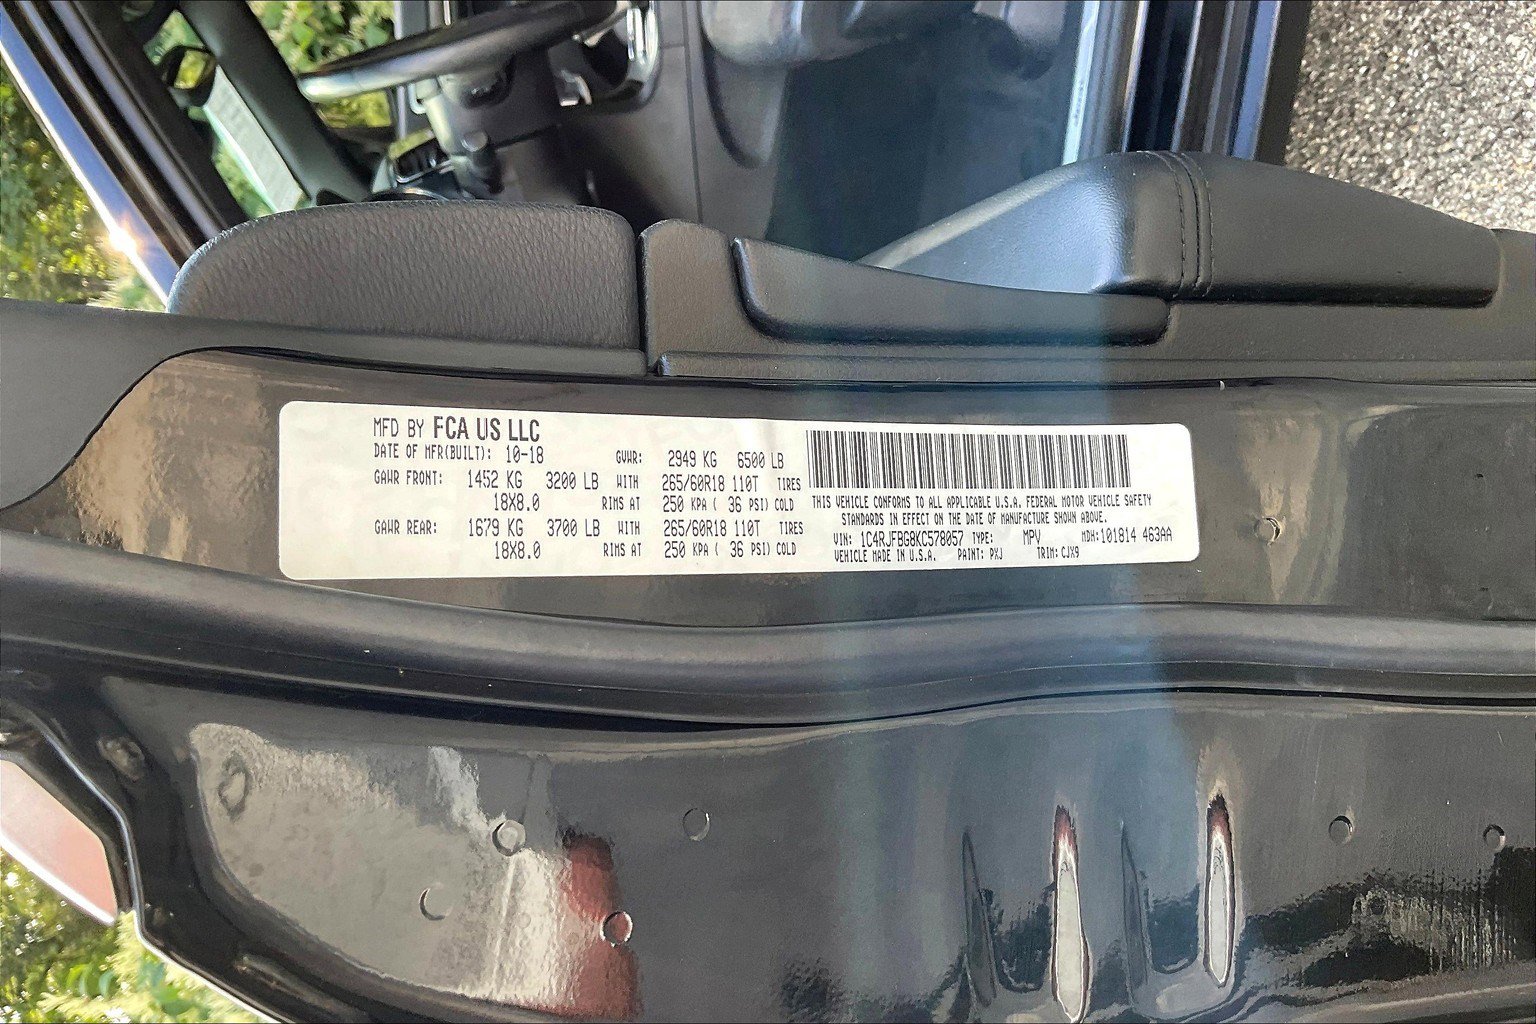 MFD BY FCA US LLC
DATE OF MFR(BUILT): 10-18 GVWR: 2949 KG 6500 LB
GAWR FRONT: 1452 KG 3200 LB WITH 265/60R18 110T TIRES
18X8.0 RIMS AT 250 KPA ( 36 PSI) COLD
GAWR REAR: 1679 KG 3700 LB WITH 265/60R18 110T TIRES
18X8.0 RIMS AT 250 KPA ( 36 PSI) COLD
THIS VEHICLE CONFORMS TO ALL APPLICABLE U.S.A. FEDERAL MOTOR VEHICLE SAFETY
STANDARDS IN EFFECT ON THE DATE OF MANUFACTURE SHOWN ABOVE.
VIN: 1C4RJFBG8KC578057 TYPE: MPV MDH:101814 463AA
VEHICLE MADE IN U.S.A. PAINT: PXJ TRIM: CJX9